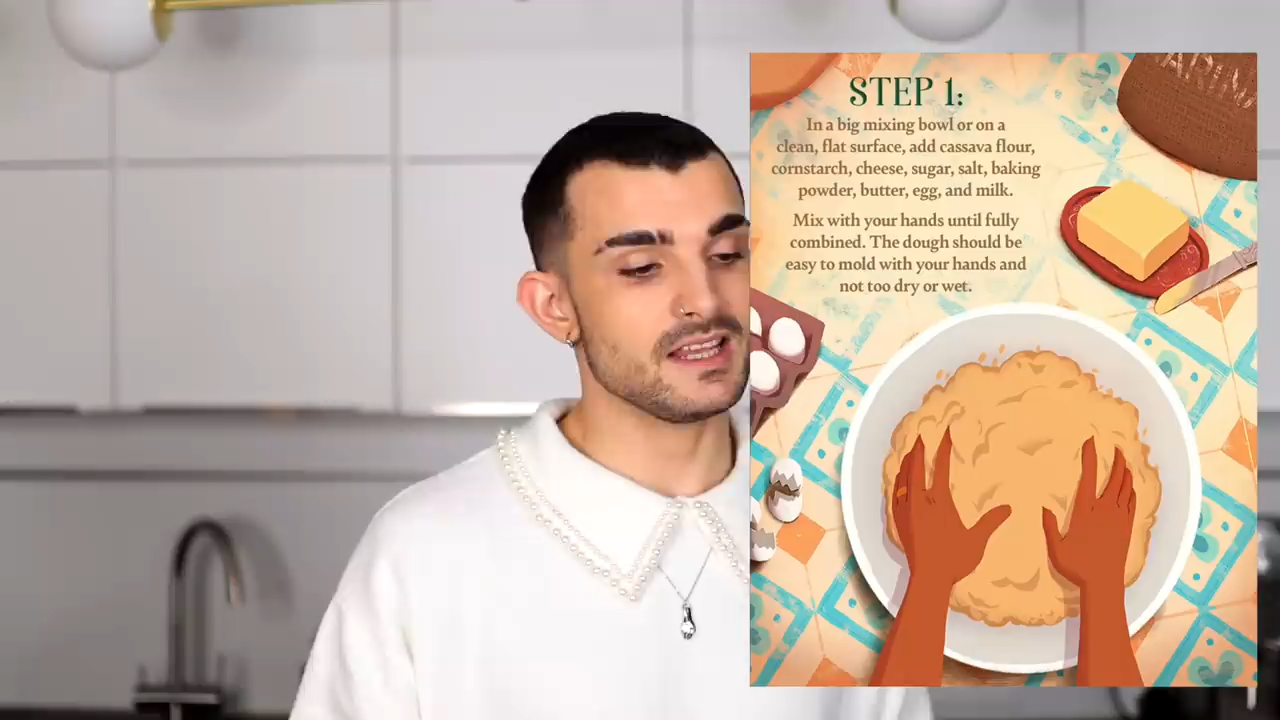 STEP 1:
In a big mixing bowl or on a
clean, flat surface, add cassava flour,
cornstarch, cheese, sugar, salt, baking
powder, butter, egg, and milk.
Mix with your hands until fully
combined. The dough should be
easy to mold with your hands and
not too dry or wet.